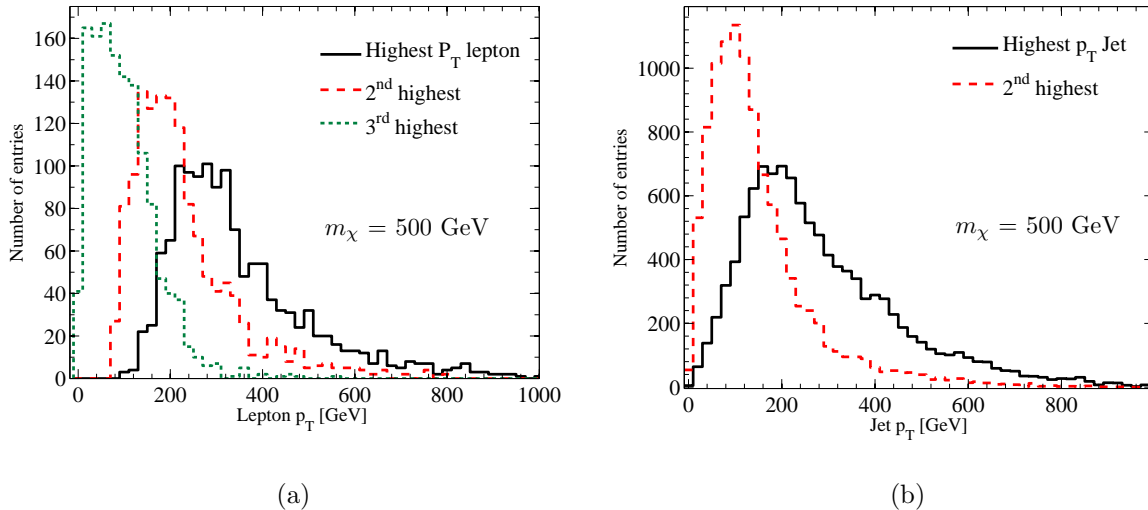 160
140
120
100
80
60
40
20
0
Number of entries
Highest P_T lepton
2^nd highest
3^rd highest
m_χ = 500 GeV
0 200 400 600 800 1000
Lepton p_T [GeV]
(a)
1000
800
600
400
200
0
Number of entries
Highest p_T Jet
2^nd highest
m_χ = 500 GeV
0 200 400 600 800
Jet p_T [GeV]
(b)